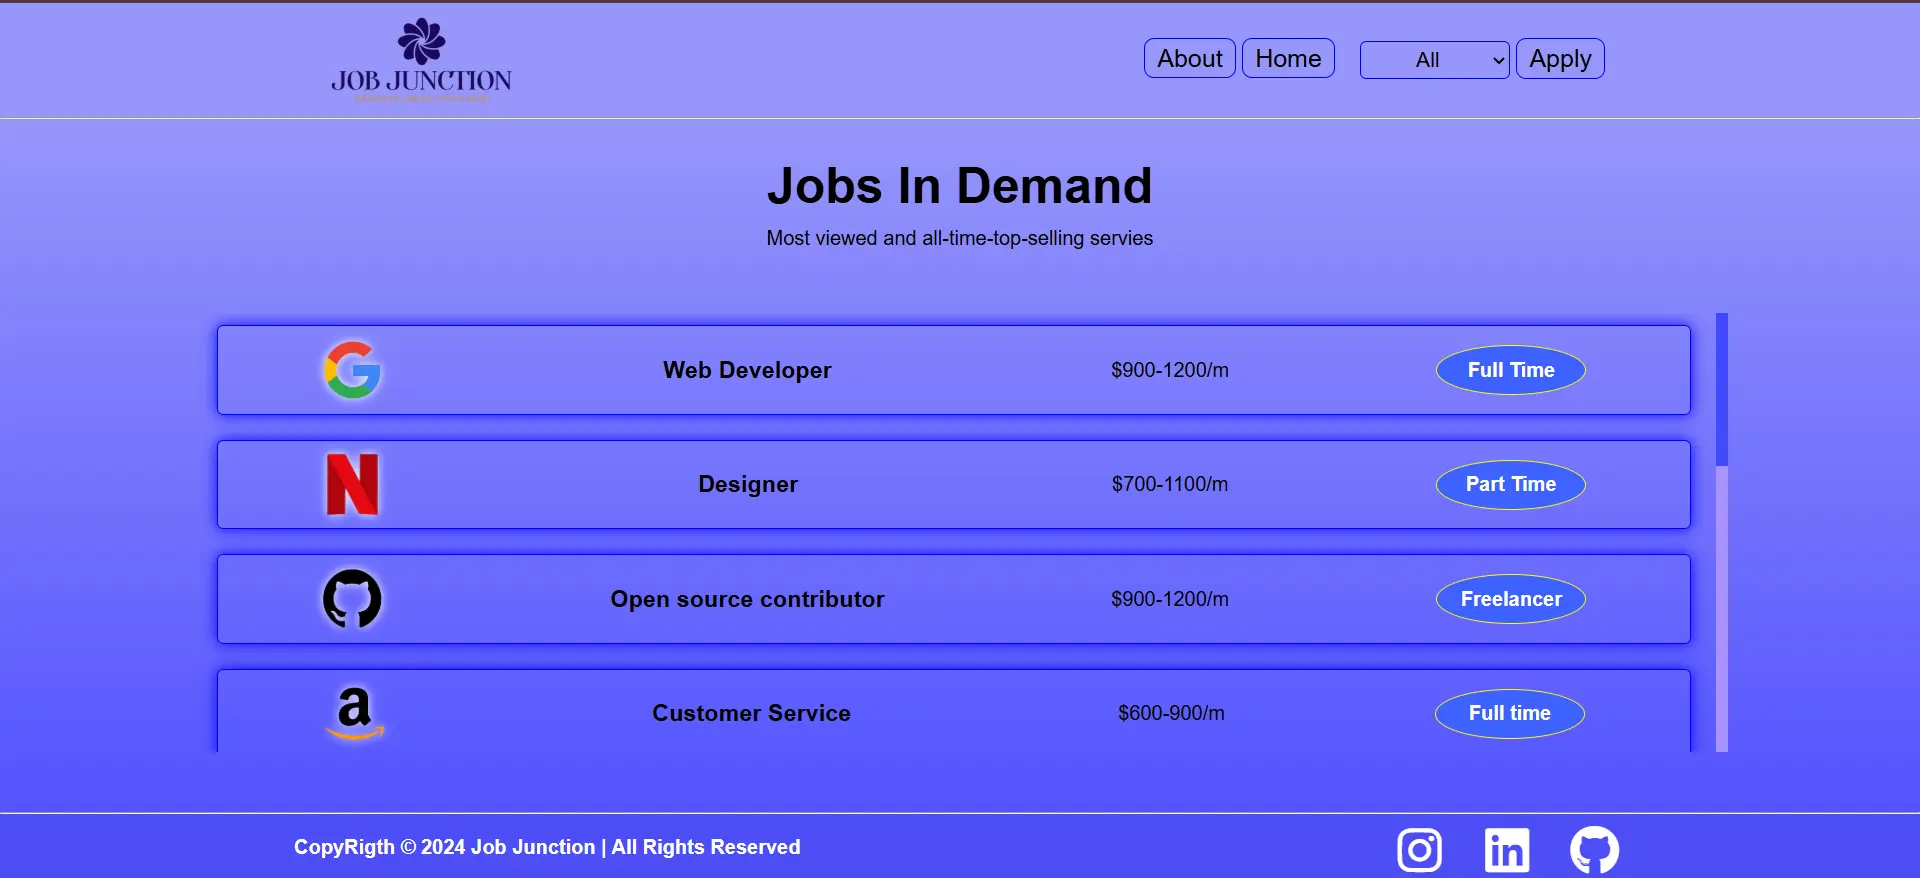 JOB JUNCTION
About Home All Apply
Jobs In Demand
Most viewed and all-time-top-selling servies
Web Developer $900-1200/m Full Time
Designer $700-1100/m Part Time
Open source contributor $900-1200/m Freelancer
a Customer Service $600-900/m Full time
CopyRigth © 2024 Job Junction | All Rights Reserved